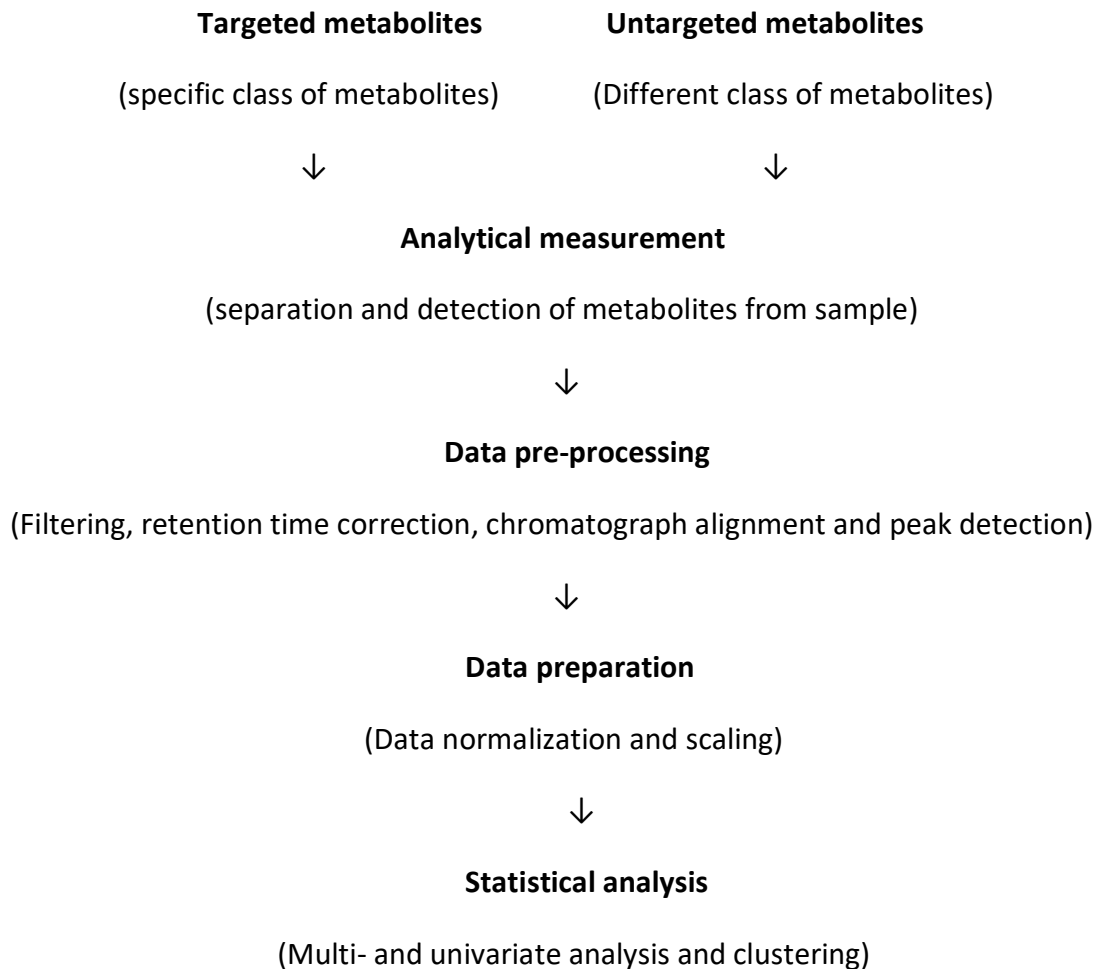 Targeted metabolites Untargeted metabolites
(specific class of metabolites) (Different class of metabolites)
↓ ↓
Analytical measurement
(separation and detection of metabolites from sample)
↓
Data pre-processing
(Filtering, retention time correction, chromatograph alignment and peak detection)
↓
Data preparation
(Data normalization and scaling)
↓
Statistical analysis
(Multi- and univariate analysis and clustering)